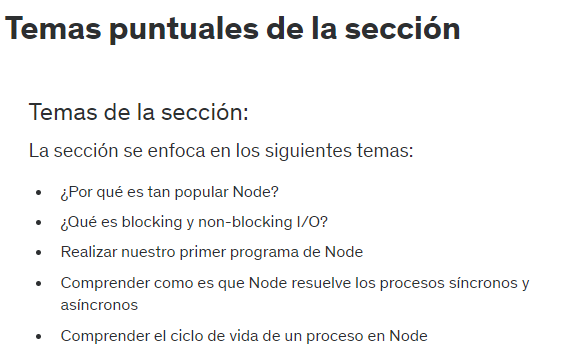 Temas puntuales de la sección
Temas de la sección:
La sección se enfoca en los siguientes temas:
• ¿Por qué es tan popular Node?
• ¿Qué es blocking y non-blocking I/O?
• Realizar nuestro primer programa de Node
• Comprender como es que Node resuelve los procesos síncronos y
asíncronos
• Comprender el ciclo de vida de un proceso en Node